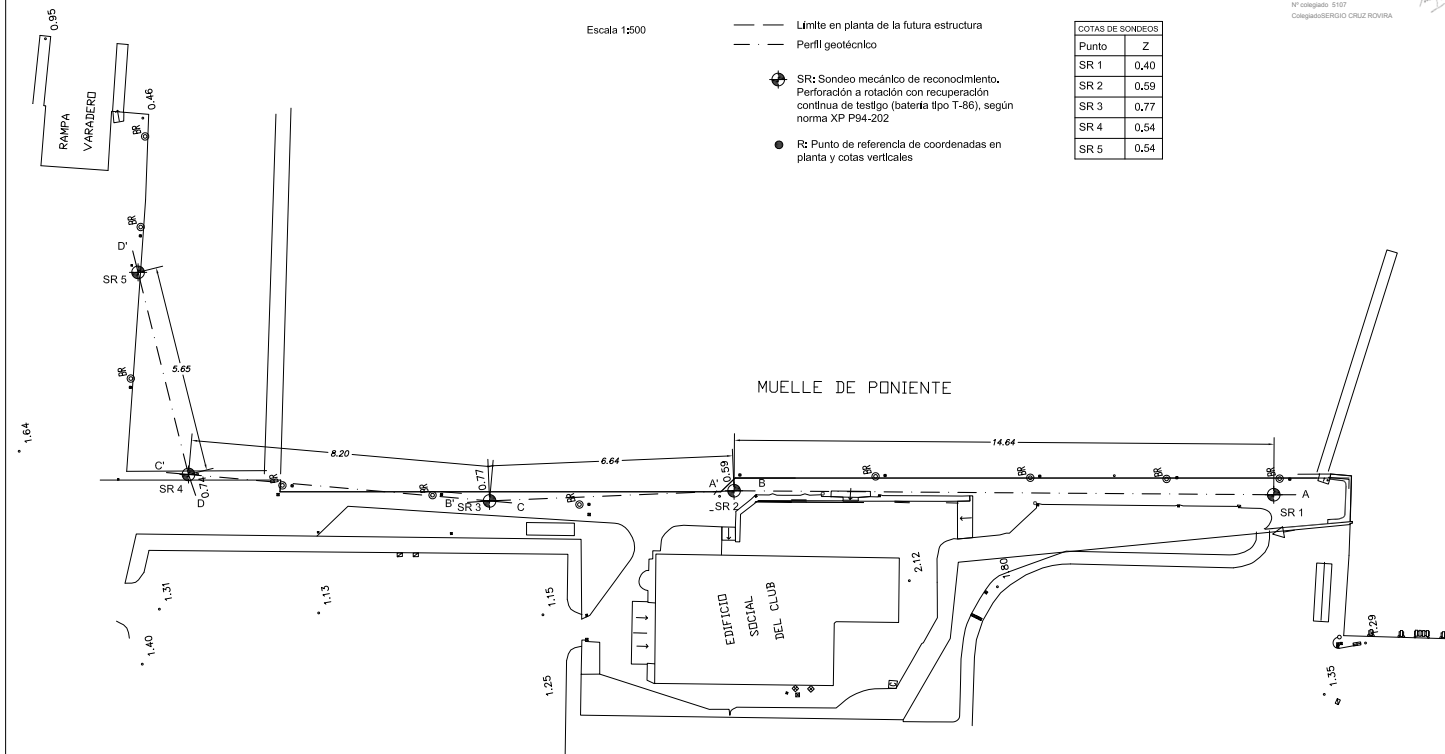 Nº colegiado 5107
ColegiadoSERGIO CRUZ ROVIRA
Escala 1:500
Límite en planta de la futura estructura
Perfil geotécnico
SR: Sondeo mecánico de reconocimiento.
Perforación a rotación con recuperación
continua de testigo (batería tipo T-86), según
norma XP P94-202
R: Punto de referencia de coordenadas en
planta y cotas verticales
COTAS DE SONDEOS
Punto Z
SR 1 0.40
SR 2 0.59
SR 3 0.77
SR 4 0.54
SR 5 0.54
0.95
0.46
RAMPA
VARADERO
D'
SR 5
5.65
1.64
C'
SR 4
0.74
D
8.20
6.64
14.64
MUELLE DE PONIENTE
0.77
B'
SR 3
C
0.59
A'
B
SR 2
A
SR 1
1.31
1.40
1.13
1.15
1.25
EDIFICIO
SOCIAL
DEL CLUB
2.12
1.80
1.29
1.35